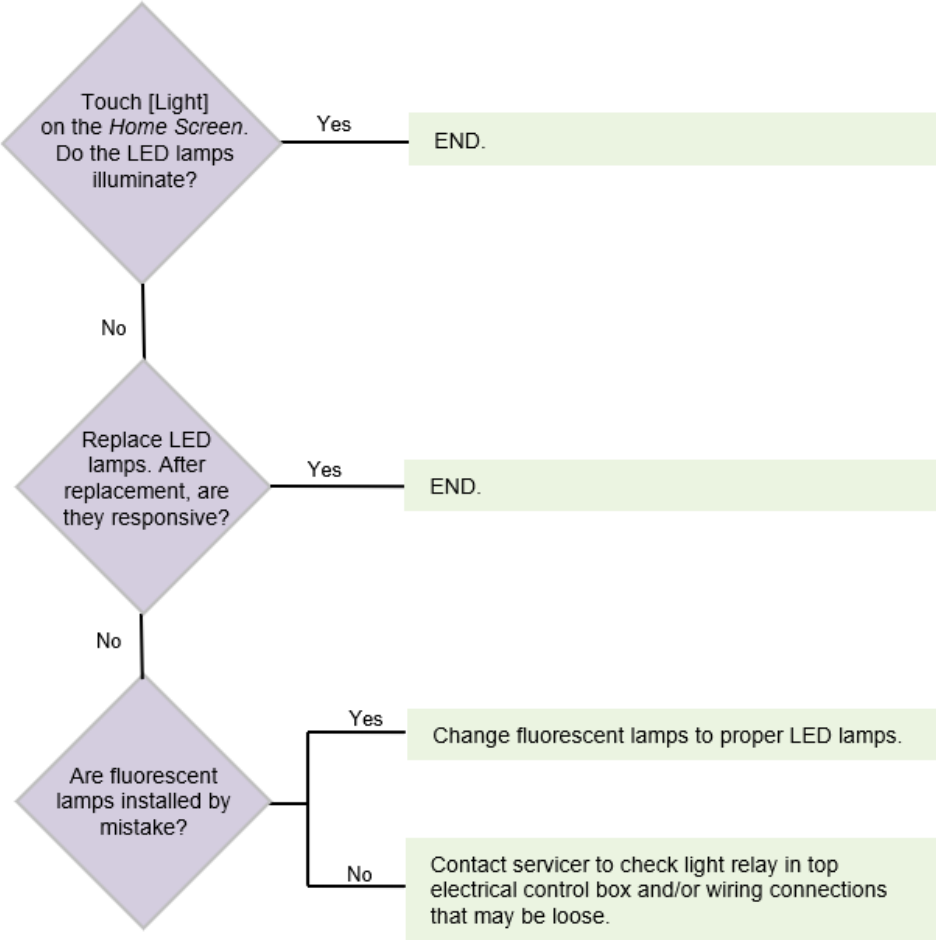 Touch [Light]
on the Home Screen.
Do the LED lamps
illuminate?
Yes
END.
No
Replace LED
lamps. After
replacement, are
they responsive?
Yes
END.
No
Are fluorescent
lamps installed by
mistake?
Yes
Change fluorescent lamps to proper LED lamps.
No
Contact servicer to check light relay in top
electrical control box and/or wiring connections
that may be loose.